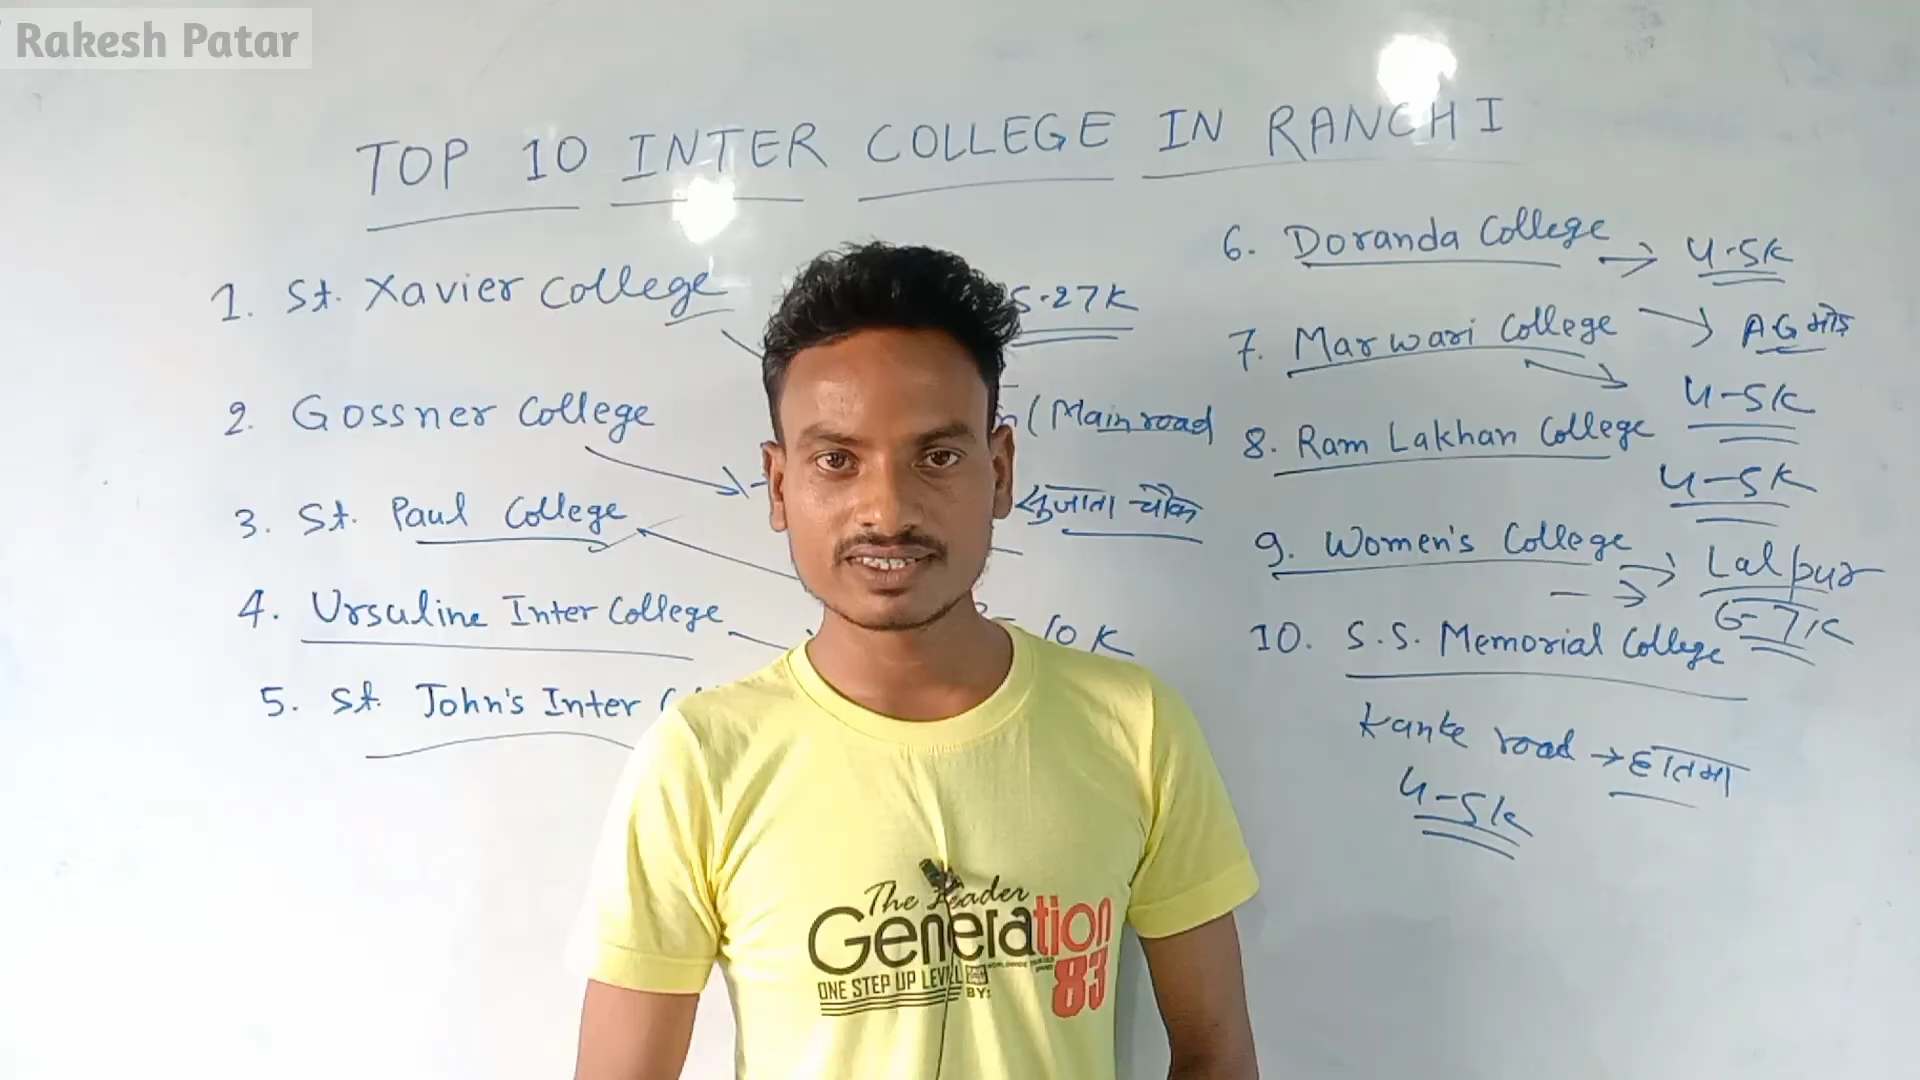 Rakesh Patar
TOP 10 INTER COLLEGE IN RANCHI
1. St. Xavier College
5-27K
2. Gossner College
(Main road
3. St. Paul College
सुजाता चौक
4. Ursuline Inter College
10 K
5. St. John's Inter
6. Doranda College → 4-5K
7. Marwari College → AG मोड़
4-5K
8. Ram Lakhan College
4-5K
9. Women's College → Lalpur
→ 6-7K
10. S.S. Memorial College
Kanke road → हातमा
4-5K
The Leader
Generation
ONE STEP UP LEVEL
BY:
83